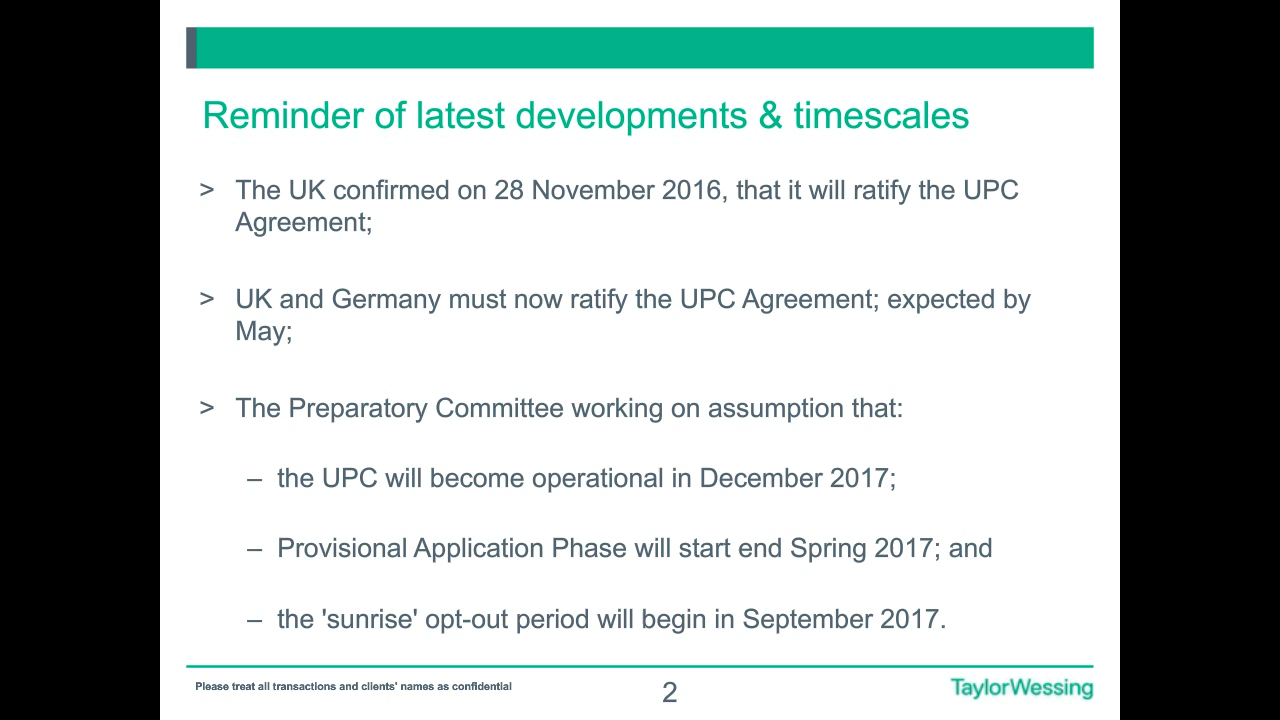 Reminder of latest developments & timescales
> The UK confirmed on 28 November 2016, that it will ratify the UPC
Agreement;
> UK and Germany must now ratify the UPC Agreement; expected by
May;
> The Preparatory Committee working on assumption that:
– the UPC will become operational in December 2017;
– Provisional Application Phase will start end Spring 2017; and
– the 'sunrise' opt-out period will begin in September 2017.
Please treat all transactions and clients' names as confidential
2
TaylorWessing